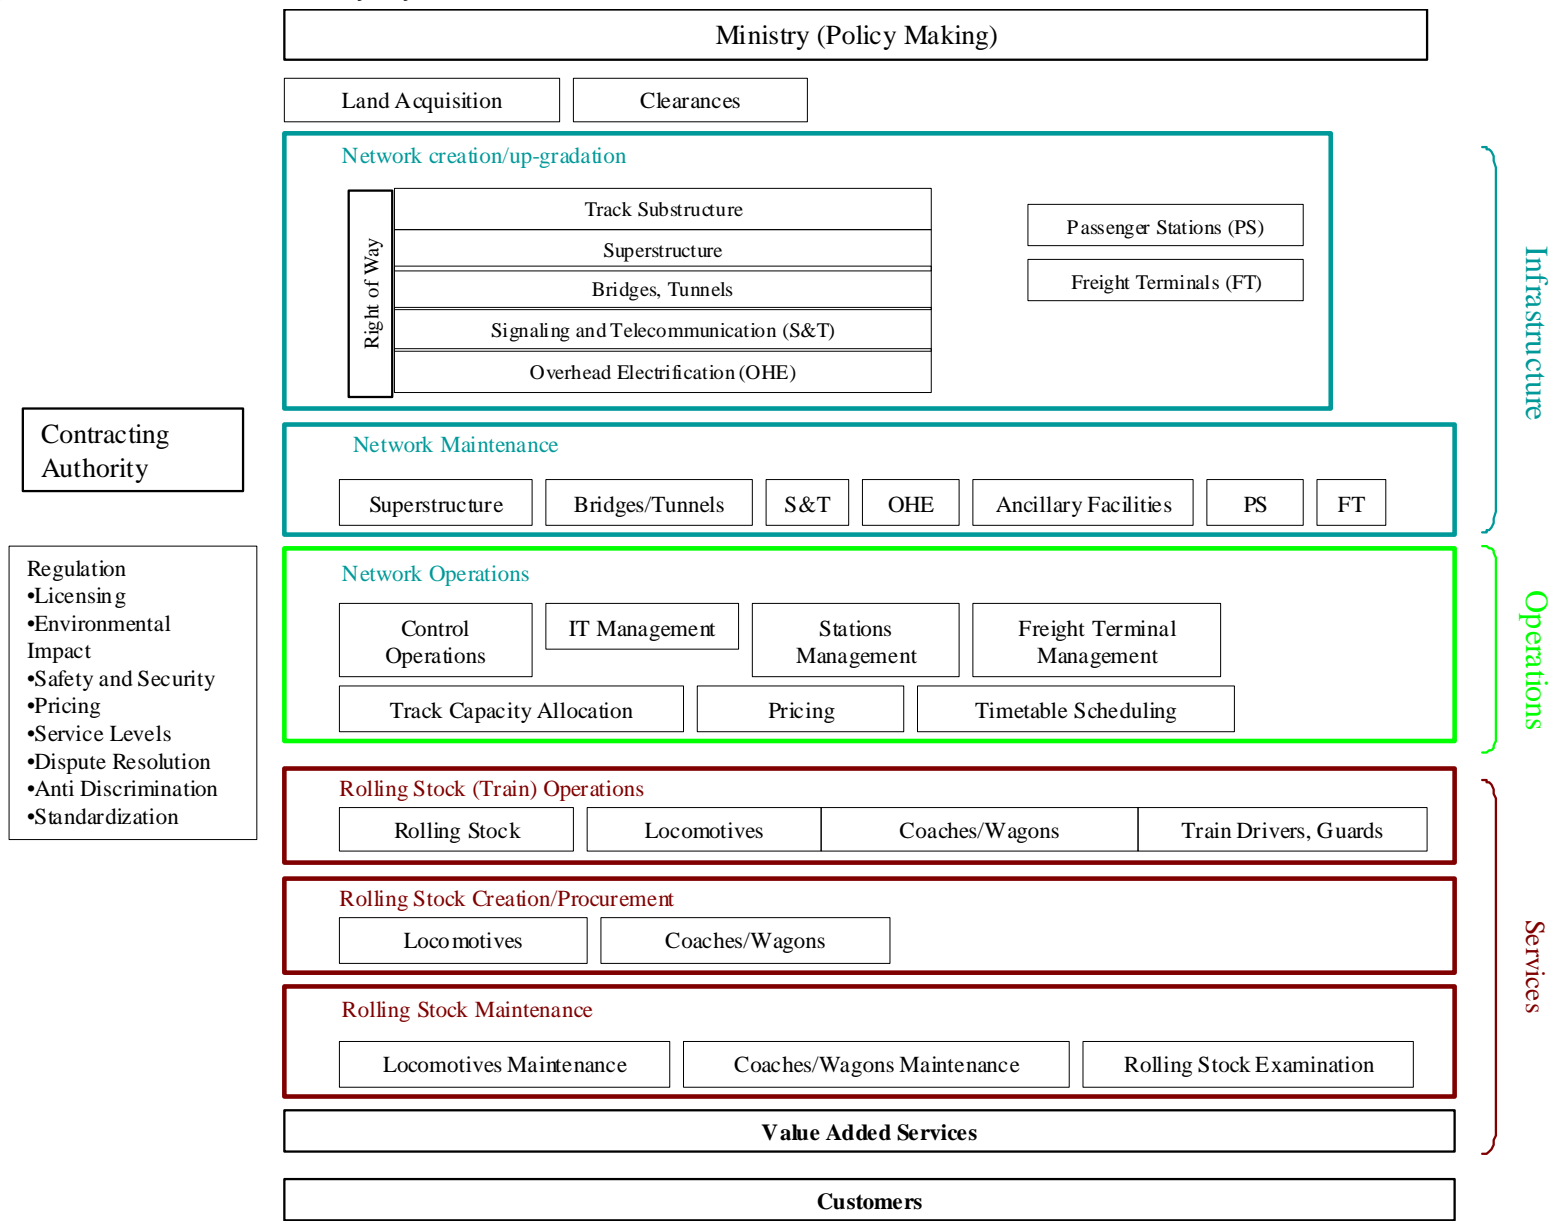 Ministry (Policy Making)
Land Acquisition
Clearances
Network creation/up-gradation
Right of Way
Track Substructure
Superstructure
Bridges, Tunnels
Signaling and Telecommunication (S&T)
Overhead Electrification (OHE)
Passenger Stations (PS)
Freight Terminals (FT)
Infrastructure
Contracting
Authority
Network Maintenance
Superstructure
Bridges/Tunnels
S&T
OHE
Ancillary Facilities
PS
FT
Regulation
•Licensing
•Environmental
Impact
•Safety and Security
•Pricing
•Service Levels
•Dispute Resolution
•Anti Discrimination
•Standardization
Network Operations
Control
Operations
IT Management
Stations
Management
Freight Terminal
Management
Track Capacity Allocation
Pricing
Timetable Scheduling
Operations
Rolling Stock (Train) Operations
Rolling Stock
Locomotives
Coaches/Wagons
Train Drivers, Guards
Rolling Stock Creation/Procurement
Locomotives
Coaches/Wagons
Services
Rolling Stock Maintenance
Locomotives Maintenance
Coaches/Wagons Maintenance
Rolling Stock Examination
Value Added Services
Customers